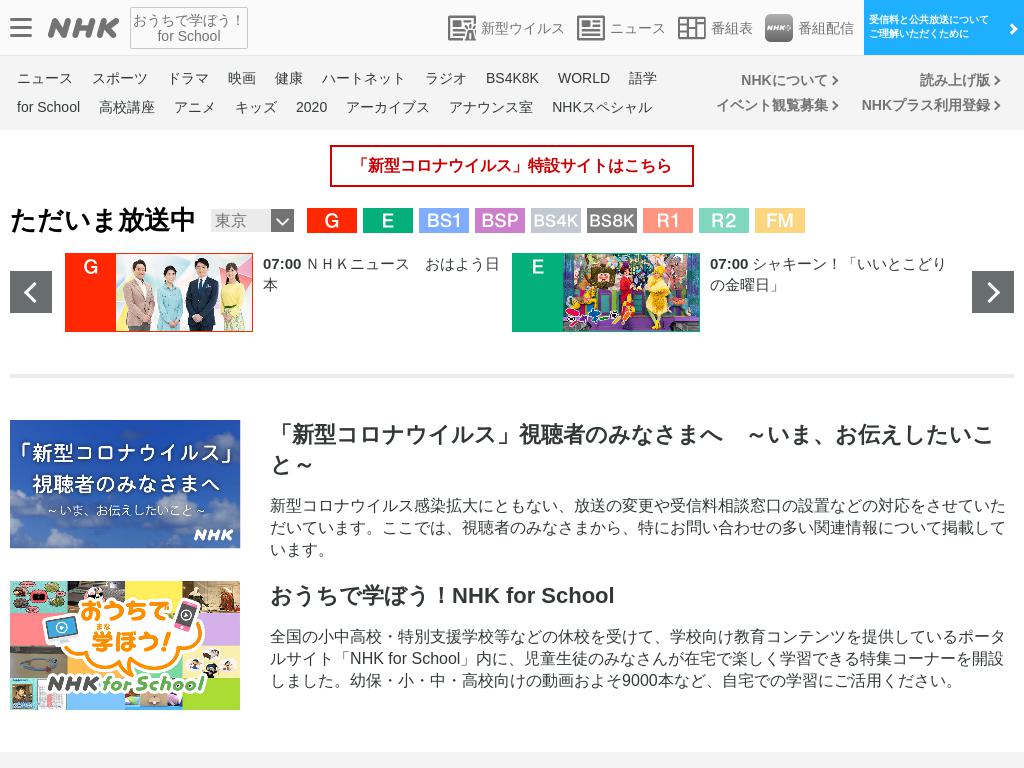 NHK
おうちで学ぼう！
for School
新型ウイルス
ニュース
番組表
番組配信
受信料と公共放送について
ご理解いただくために
ニュース スポーツ ドラマ 映画 健康 ハートネット ラジオ BS4K8K WORLD 語学
for School 高校講座 アニメ キッズ 2020 アーカイブス アナウンス室 NHKスペシャル
NHKについて 読み上げ版
イベント観覧募集 NHKプラス利用登録
「新型コロナウイルス」特設サイトはこちら
ただいま放送中 東京 G E BS1 BSP BS4K BS8K R1 R2 FM
G
07:00 ＮＨＫニュース　おはよう日
本
E
シャキーン！
07:00 シャキーン！「いいとこどり
の金曜日」
「新型コロナウイルス」
視聴者のみなさまへ
～いま、お伝えしたいこと～
NHK
「新型コロナウイルス」視聴者のみなさまへ　～いま、お伝えしたいこ
と～
新型コロナウイルス感染拡大にともない、放送の変更や受信料相談窓口の設置などの対応をさせていた
だいています。ここでは、視聴者のみなさまから、特にお問い合わせの多い関連情報について掲載して
います。
おうちで
まな
学ぼう！
NHK for School
おうちで学ぼう！NHK for School
全国の小中高校・特別支援学校等などの休校を受けて、学校向け教育コンテンツを提供しているポータ
ルサイト「NHK for School」内に、児童生徒のみなさんが在宅で楽しく学習できる特集コーナーを開設
しました。幼保・小・中・高校向けの動画およそ9000本など、自宅での学習にご活用ください。